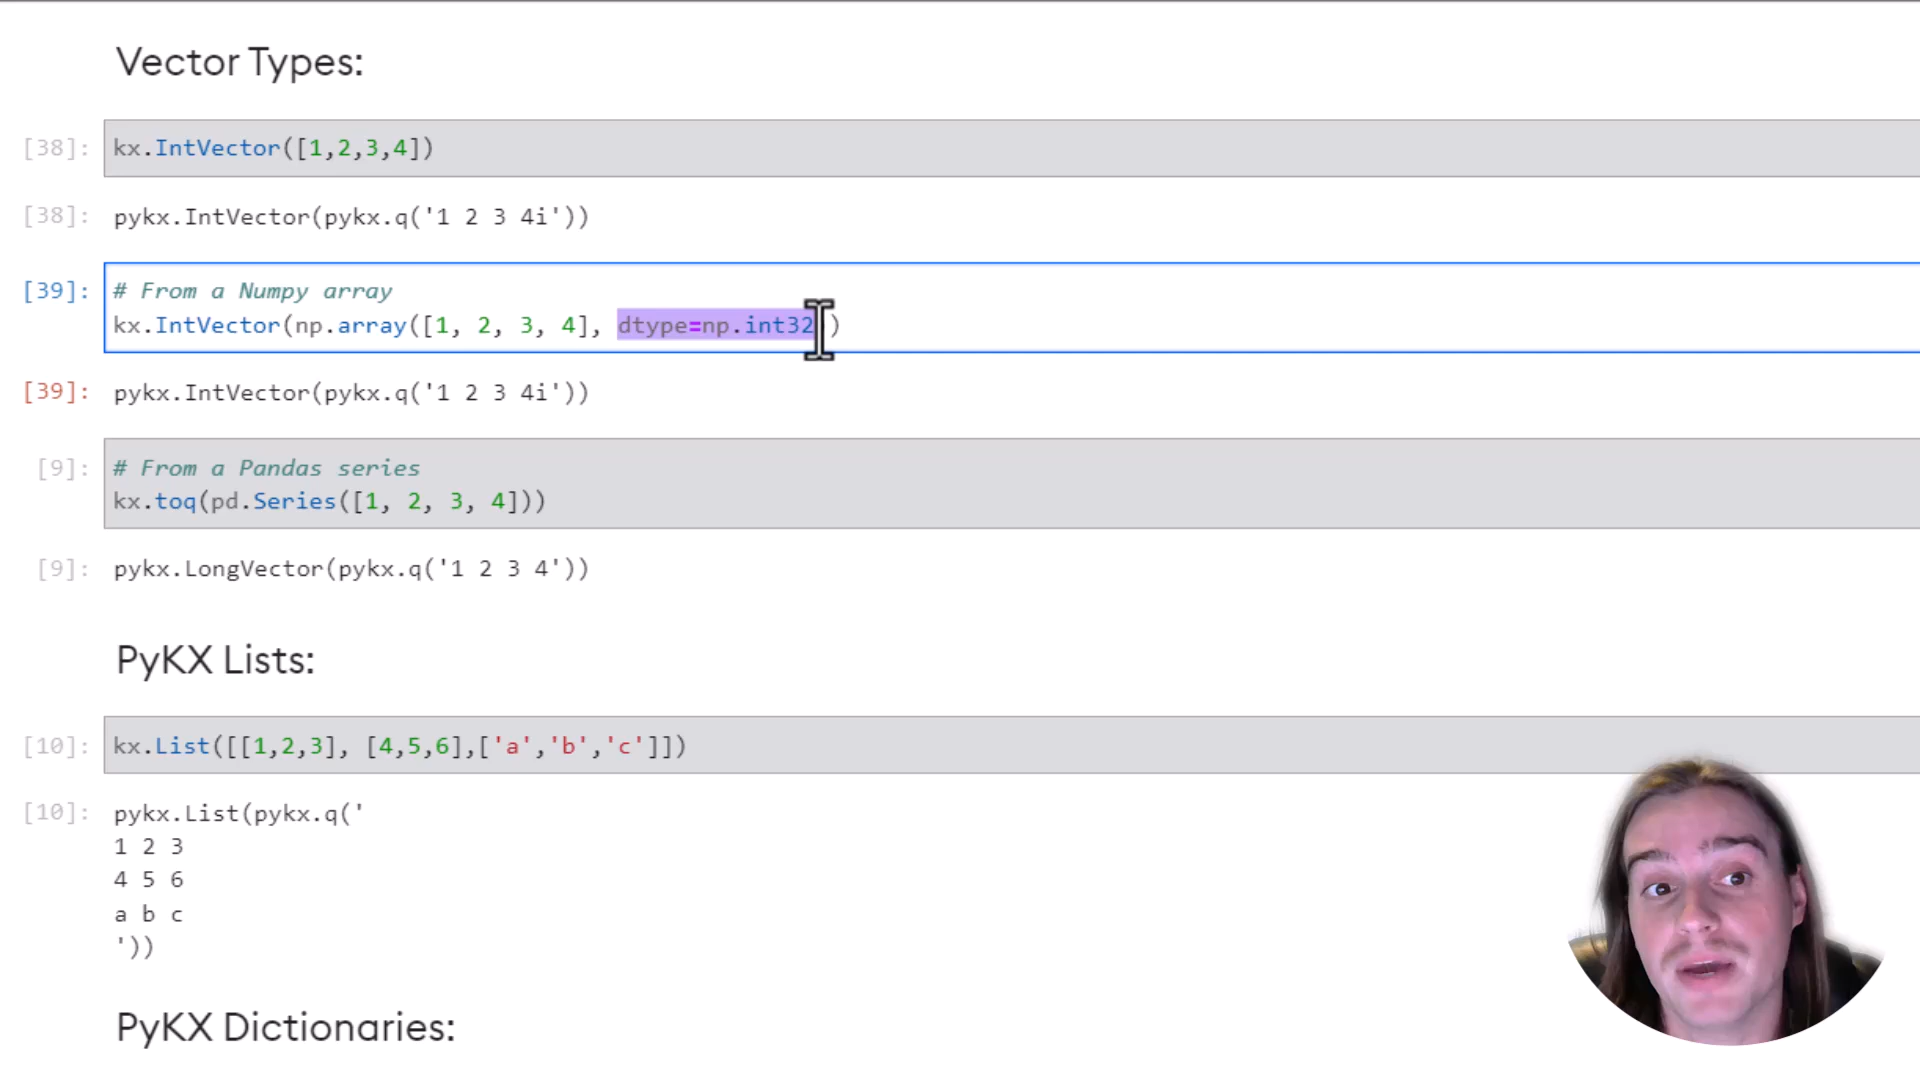 Vector Types:
[38]: kx.IntVector([1,2,3,4])
[38]: pykx.IntVector(pykx.q('1 2 3 4i'))
[39]: # From a Numpy array
kx.IntVector(np.array([1, 2, 3, 4], dtype=np.int32))
[39]: pykx.IntVector(pykx.q('1 2 3 4i'))
[9]: # From a Pandas series
kx.toq(pd.Series([1, 2, 3, 4]))
[9]: pykx.LongVector(pykx.q('1 2 3 4'))
PyKX Lists:
[10]: kx.List([[1,2,3], [4,5,6],['a','b','c']])
[10]: pykx.List(pykx.q('
1 2 3
4 5 6
a b c
'))
PyKX Dictionaries: